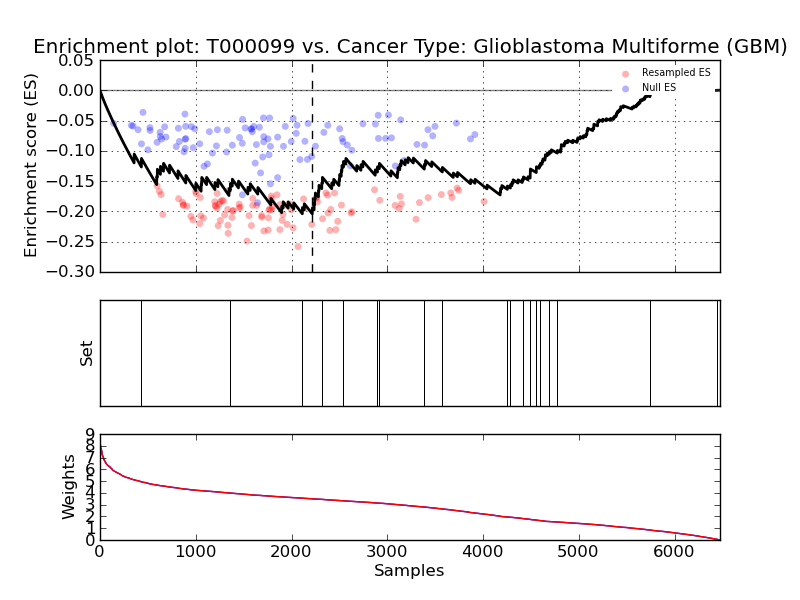 Enrichment plot: T000099 vs. Cancer Type: Glioblastoma Multiforme (GBM)
Enrichment score (ES)
0.05
0.00
−0.05
−0.10
−0.15
−0.20
−0.25
−0.30
Resampled ES
Null ES
Set
Weights
9
8
7
6
5
4
3
2
1
0
0 1000 2000 3000 4000 5000 6000
Samples